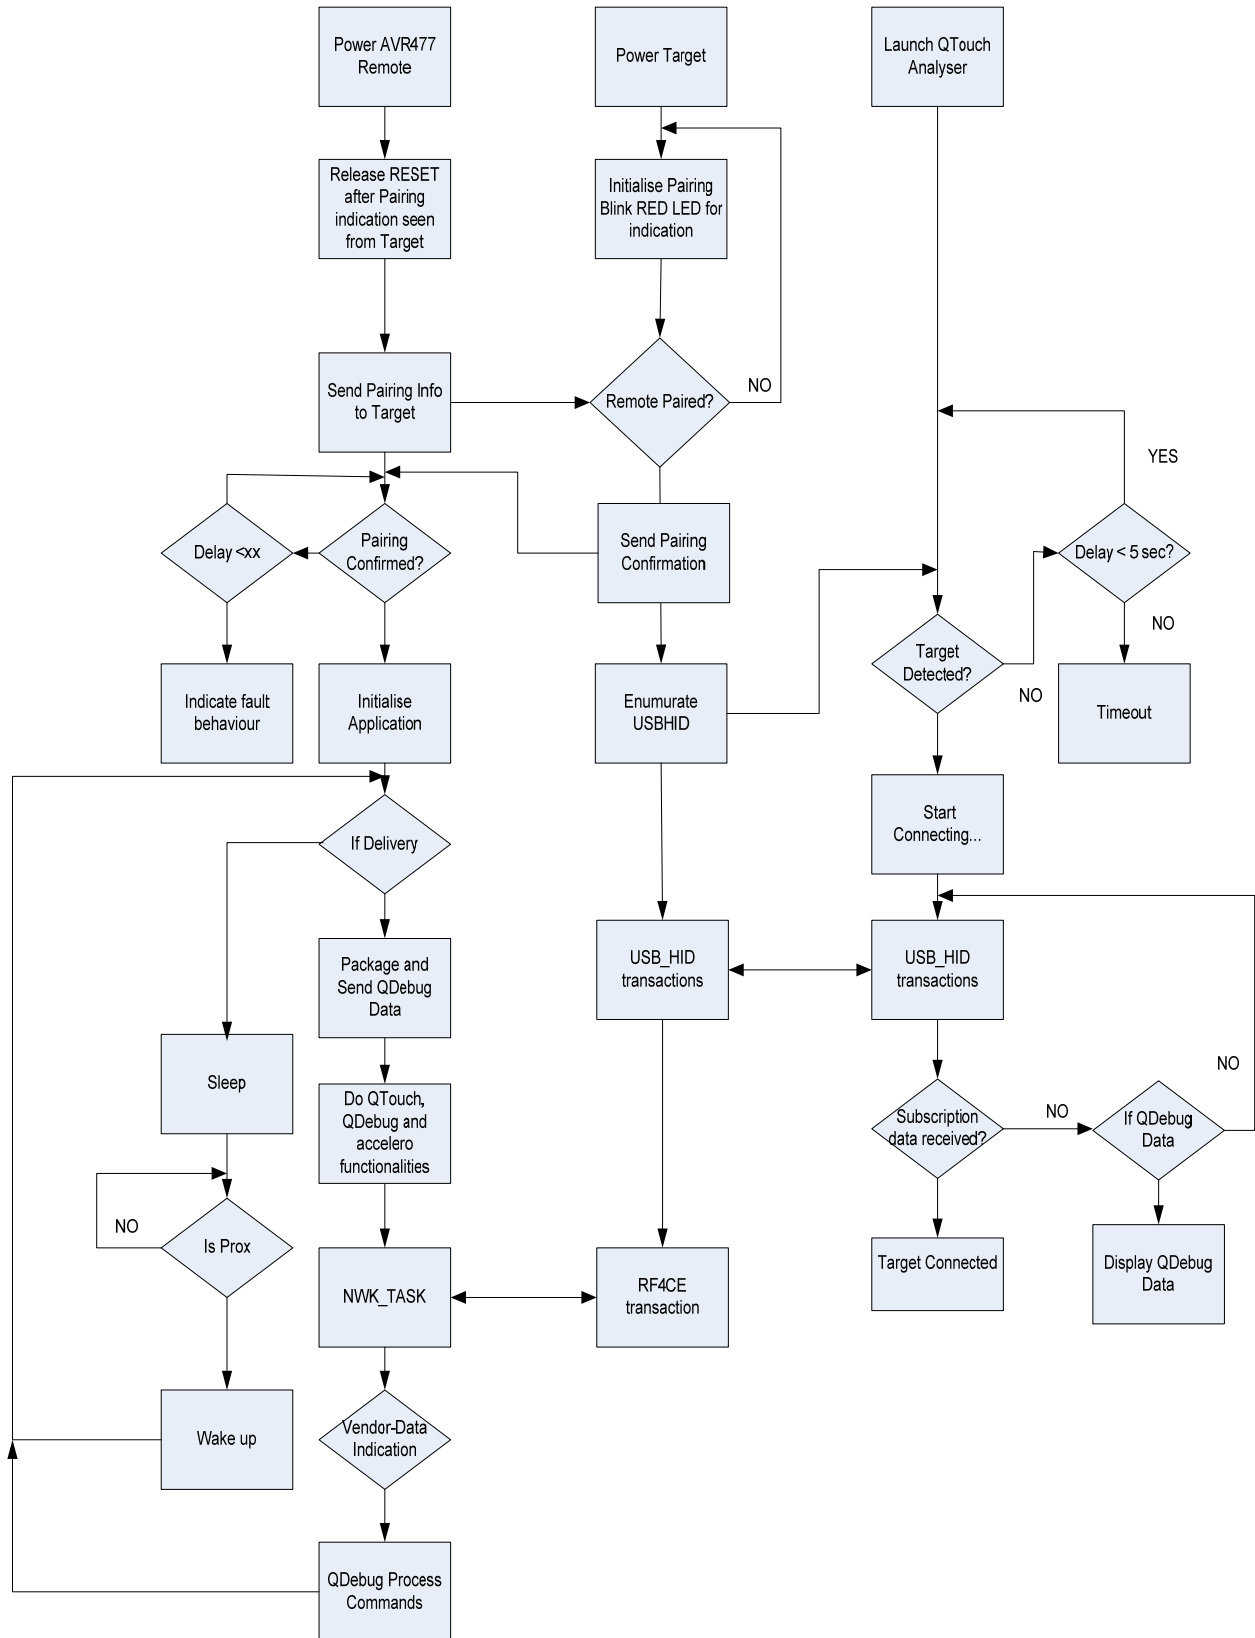 Power AVR477
Remote
Power Target
Launch QTouch
Analyser
Release RESET
after Pairing
indication seen
from Target
Initialise Pairing
Blink RED LED for
indication
Send Pairing Info
to Target
Remote Paired?
NO
YES
Delay <xx
Pairing
Confirmed?
Send Pairing
Confirmation
Delay < 5 sec?
NO
Target
Detected?
NO
Indicate fault
behaviour
Initialise
Application
Enumurate
USBHID
Timeout
Start
Connecting...
If Delivery
Package and
Send QDebug
Data
USB_HID
transactions
USB_HID
transactions
NO
Sleep
Do QTouch,
QDebug and
accelero
functionalities
Subscription
data received?
NO
If QDebug
Data
NO
Is Prox
NWK_TASK
RF4CE
transaction
Target Connected
Display QDebug
Data
Wake up
Vendor-Data
Indication
QDebug Process
Commands